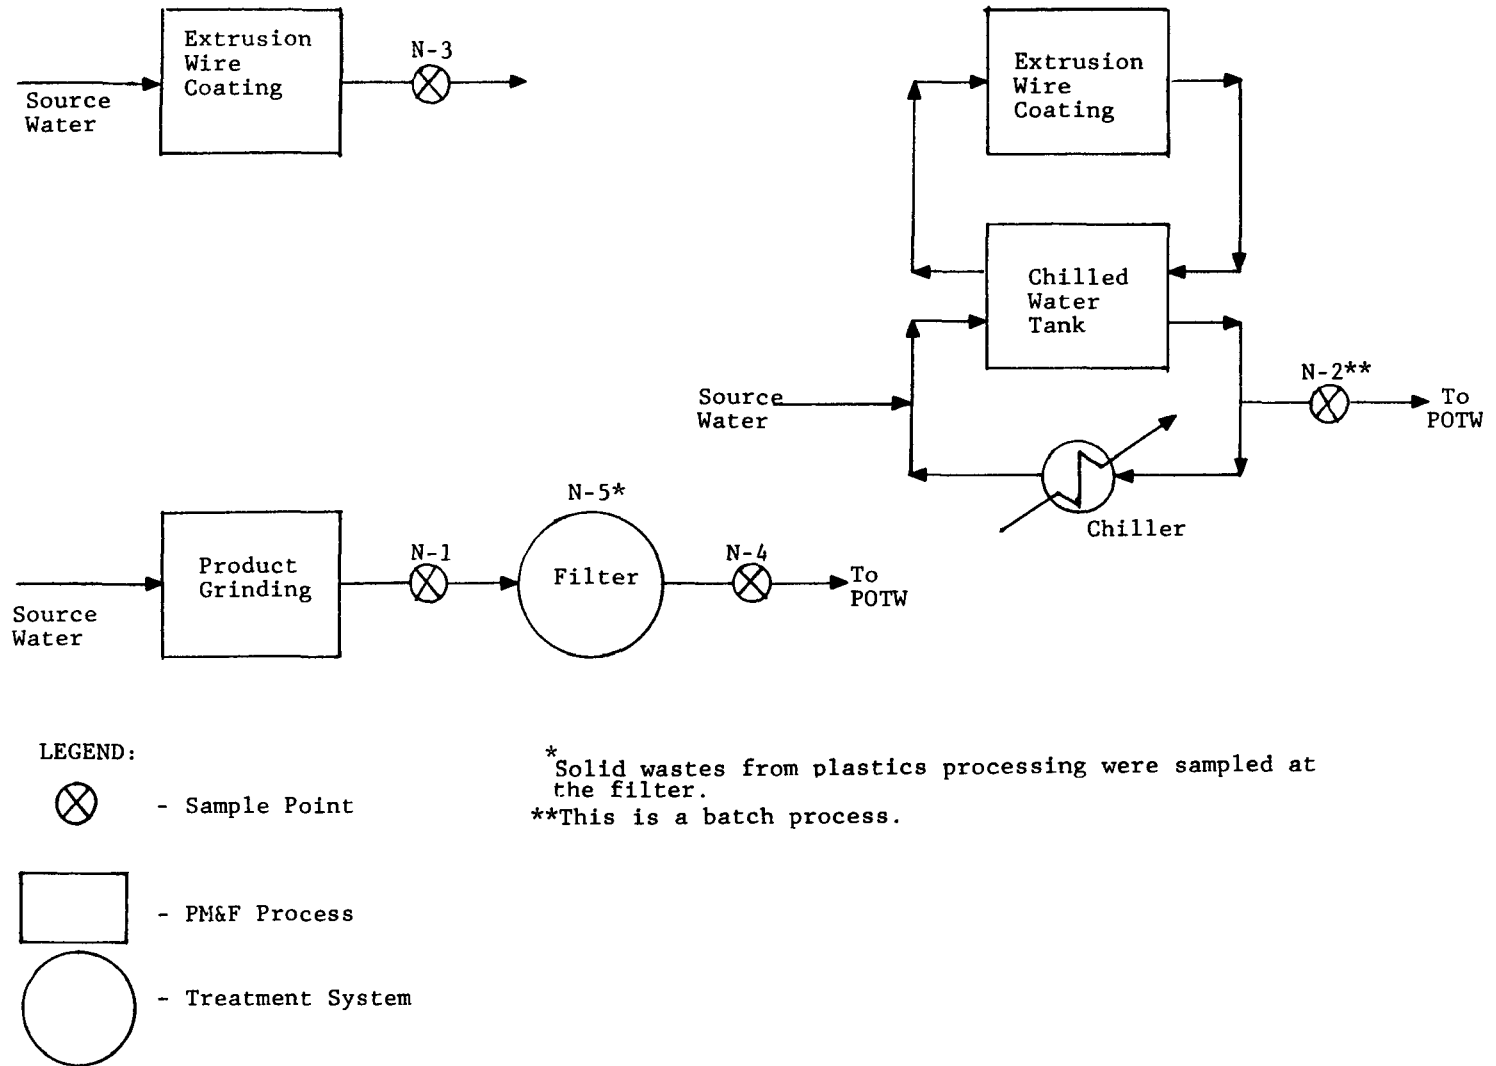 Extrusion
Wire
Coating
N-3
Source
Water
Extrusion
Wire
Coating
Chilled
Water
Tank
Source
Water
N-2**
To
POTW
Chiller
Product
Grinding
Source
Water
N-1
N-5*
Filter
N-4
To
POTW
LEGEND:
- Sample Point
- PM&F Process
- Treatment System
*Solid wastes from plastics processing were sampled at
the filter.
**This is a batch process.